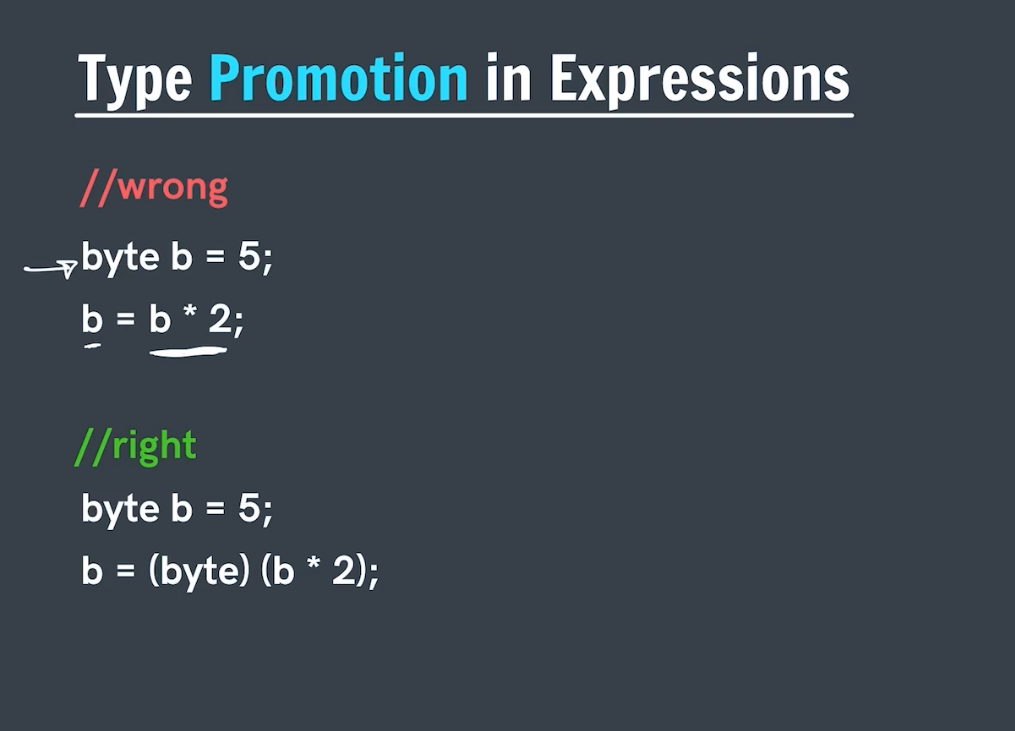 Type Promotion in Expressions
//wrong
byte b = 5;
b = b * 2;
//right
byte b = 5;
b = (byte) (b * 2);